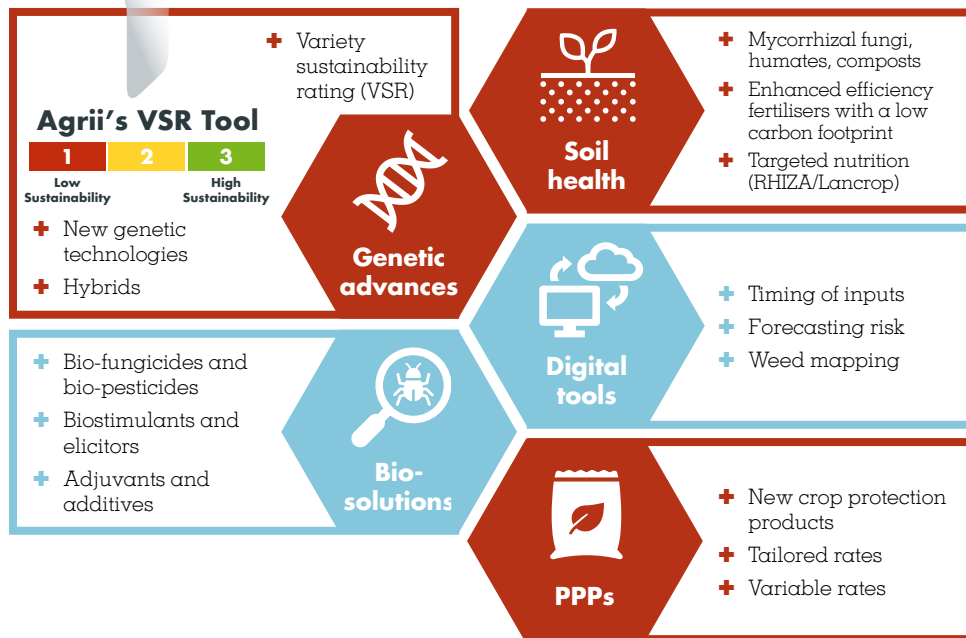 + Variety
sustainability
rating (VSR)
Agrii's VSR Tool
1 2 3
Low
Sustainability
High
Sustainability
+ New genetic
technologies
+ Hybrids
Genetic
advances
Soil
health
+ Mycorrhizal fungi,
humates, composts
+ Enhanced efficiency
fertilisers with a low
carbon footprint
+ Targeted nutrition
(RHIZA/Lancrop)
Digital
tools
+ Timing of inputs
+ Forecasting risk
+ Weed mapping
+ Bio-fungicides and
bio-pesticides
+ Biostimulants and
elicitors
+ Adjuvants and
additives
Bio-
solutions
PPPs
+ New crop protection
products
+ Tailored rates
+ Variable rates